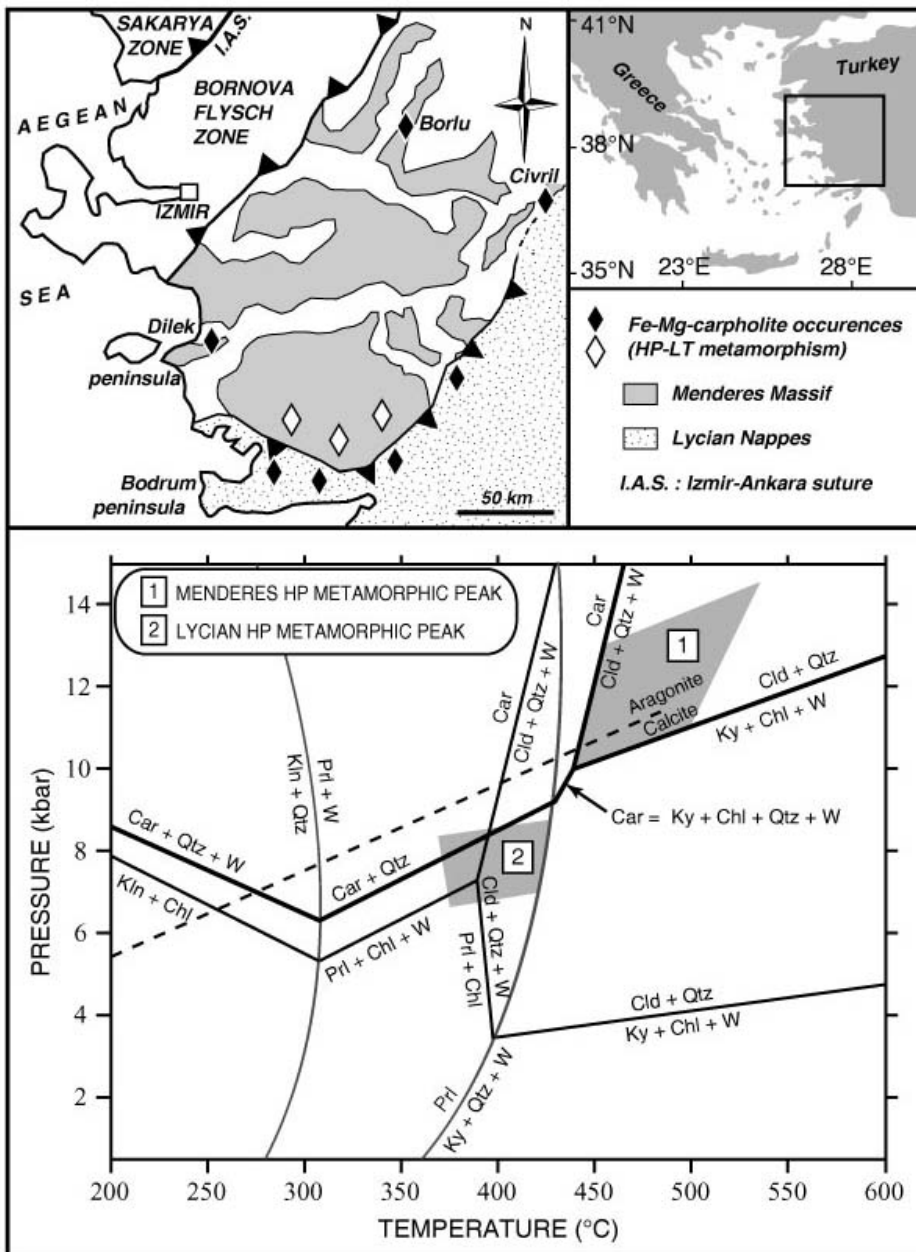 SAKARYA
ZONE
I.A.S.
BORNOVA
FLYSCH
ZONE
AEGEAN
IZMIR
SEA
N
Borlu
Civril
Dilek
peninsula
Bodrum
peninsula
50 km
41°N
38°N
35°N
23°E
28°E
Greece
Turkey
Fe-Mg-carpholite occurences
(HP-LT metamorphism)
Menderes Massif
Lycian Nappes
I.A.S. : Izmir-Ankara suture
1 MENDERES HP METAMORPHIC PEAK
2 LYCIAN HP METAMORPHIC PEAK
PRESSURE (kbar)
14
12
10
8
6
4
2
Kln + Qtz
Prl + W
Car
Cld + Qtz + W
Car
Cld + Qtz + W
1
Aragonite
Calcite
Cld + Qtz
Ky + Chl + W
Car = Ky + Chl + Qtz + W
Car + Qtz + W
Kln + Chl
Car + Qtz
Prl + Chl + W
2
Cld + Qtz + W
Prl + Chl
Cld + Qtz
Ky + Chl + W
Prl
Ky + Qtz + W
200
250
300
350
400
450
500
550
600
TEMPERATURE (°C)